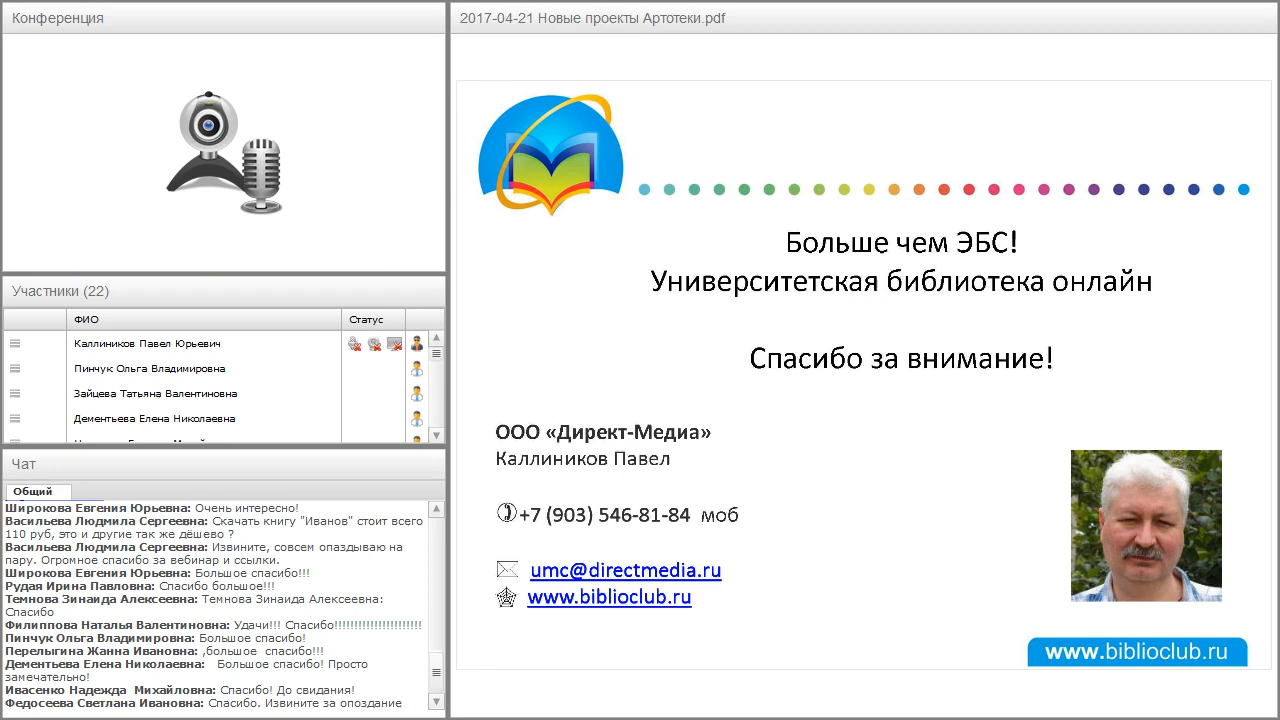 Конференция
2017-04-21 Новые проекты Артотеки.pdf
Участники (22)
ФИО
Статус
Каллиников Павел Юрьевич
Пинчук Ольга Владимировна
Зайцева Татьяна Валентиновна
Дементьева Елена Николаевна
Чат
Общий
Широкова Евгения Юрьевна: Очень интересно!
Васильева Людмила Сергеевна: Скачать книгу "Иванов" стоит всего
110 руб, это и другие так же дёшево ?
Васильева Людмила Сергеевна: Извините, совсем опаздываю на
пару. Огромное спасибо за вебинар и ссылки.
Широкова Евгения Юрьевна: Большое спасибо!!!
Рудая Ирина Павловна: Спасибо большое!!!
Темнова Зинаида Алексеевна: Темнова Зинаида Алексеевна:
Спасибо
Филиппова Наталья Валентиновна: Удачи!!! Спасибо!!!!!!!!!!!!!!!!!!!!!!
Пинчук Ольга Владимировна: Большое спасибо!
Перелыгина Жанна Ивановна: ,большое спасибо!!!
Дементьева Елена Николаевна: Большое спасибо! Просто
замечательно!
Ивасенко Надежда Михайловна: Спасибо! До свидания!
Федосеева Светлана Ивановна: Спасибо. Извините за опоздание
Больше чем ЭБС!
Университетская библиотека онлайн
Спасибо за внимание!
ООО «Директ-Медиа»
Каллиников Павел
+7 (903) 546-81-84 моб
umc@directmedia.ru
www.biblioclub.ru
www.biblioclub.ru